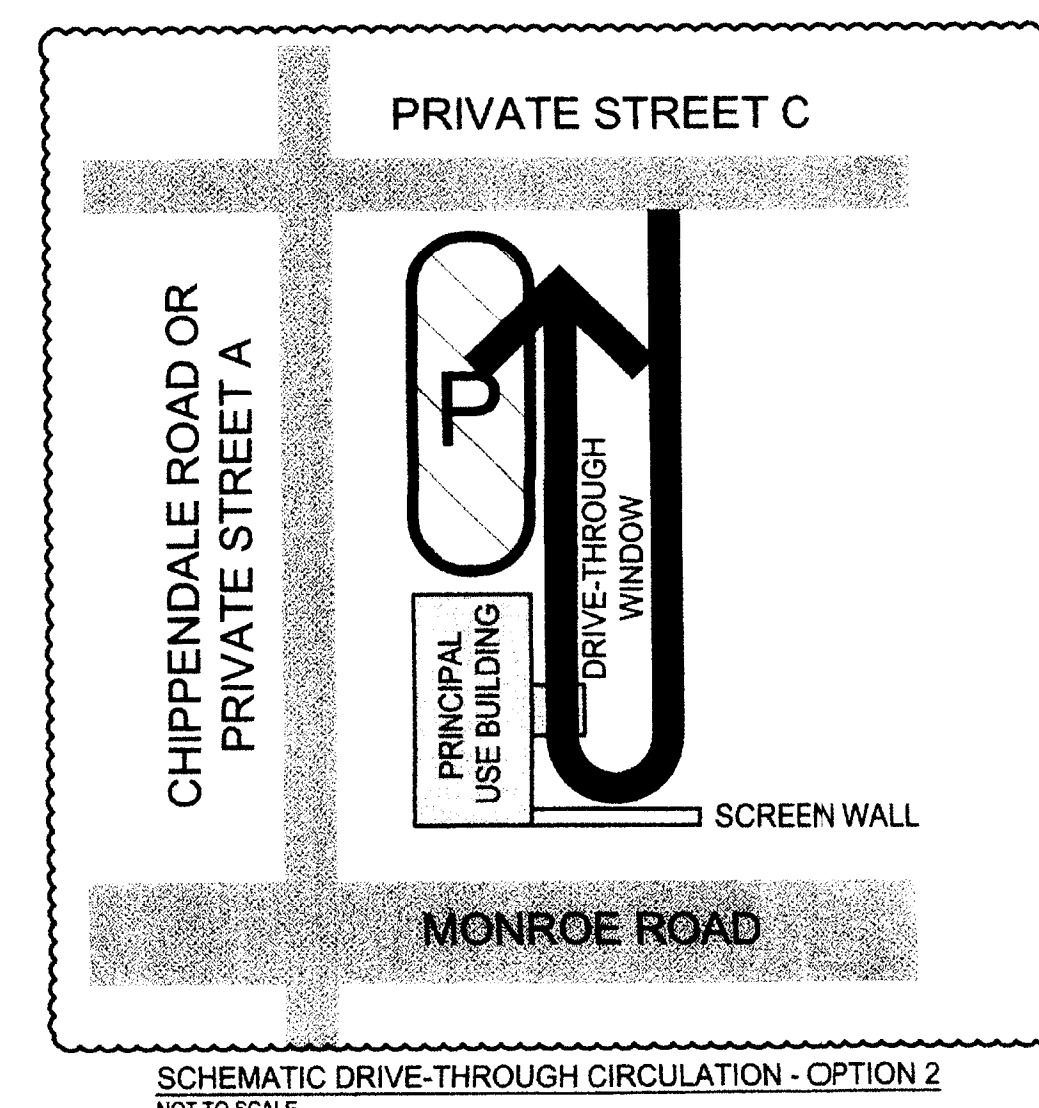 PRIVATE STREET C
CHIPPENDALE ROAD OR
PRIVATE STREET A
P
DRIVE-THROUGH
WINDOW
PRINCIPAL
USE BUILDING
SCREEN WALL
MONROE ROAD
SCHEMATIC DRIVE-THROUGH CIRCULATION - OPTION 2
NOT TO SCALE